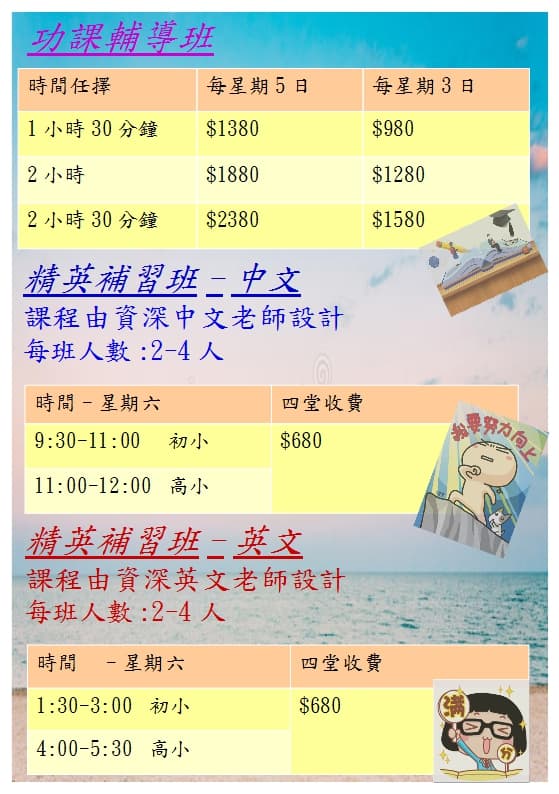 功課輔導班
時間任擇 每星期5日 每星期3日
1小時30分鐘 $1380 $980
2小時 $1880 $1280
2小時30分鐘 $2380 $1580
精英補習班-中文
課程由資深中文老師設計
每班人數:2-4人
時間-星期六 四堂收費
9:30-11:00 初小 $680
11:00-12:00 高小
我要努力向上
精英補習班-英文
課程由資深英文老師設計
每班人數:2-4人
時間 -星期六 四堂收費
1:30-3:00 初小 $680
4:00-5:30 高小
滿
分